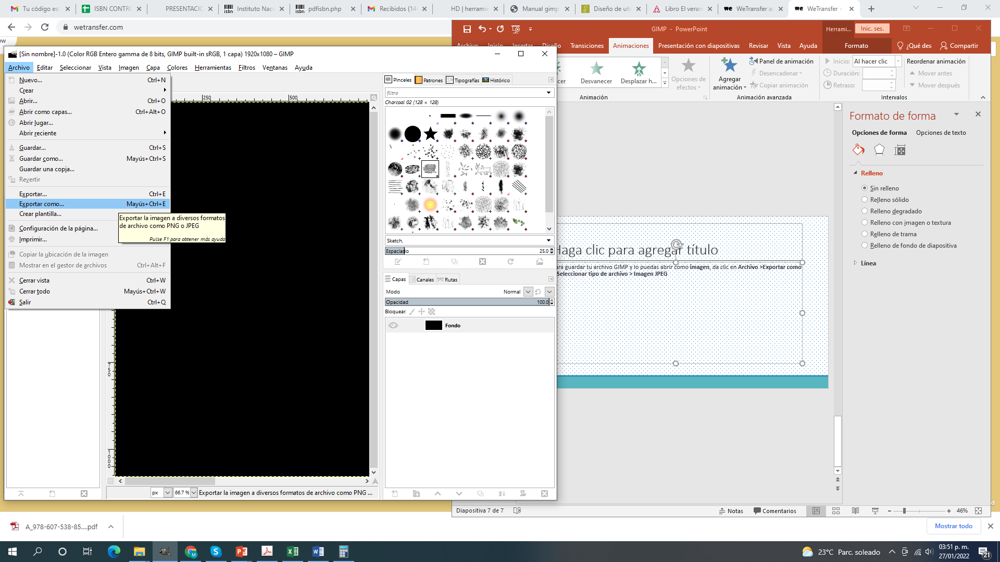 Tu código es:
ISBN CONTRO
PRESENTACIO
Instituto Naci
pdfisbn.php
Recibidos (14
HD | herramie
Manual gimp
Diseño de uti
Libro El veran
WeTransfer a
WeTransfer -
wetransfer.com
ow
GIMP - PowerPoint
Herrami...
Inic. ses.
Archivo Inicio Insertar Diseño Transiciones Animaciones Presentación con diapositivas Revisar Vista Ayuda Formato ¿Qué des Compartir
[Sin nombre]-1.0 (Color RGB Entero gamma de 8 bits, GIMP built-in sRGB, 1 capa) 1920x1080 – GIMP
Archivo Editar Seleccionar Vista Imagen Capa Colores Herramientas Filtros Ventanas Ayuda
Nuevo... Ctrl+N
Crear
Abrir... Ctrl+O
Abrir como capas... Ctrl+Alt+O
Abrir lugar...
Abrir reciente
Guardar... Ctrl+S
Guardar como... Mayús+Ctrl+S
Guardar una copia...
Revertir
Exportar... Ctrl+E
Exportar como... Mayús+Ctrl+E
Crear plantilla...
Configuración de la página...
Imprimir...
Copiar la ubicación de la imagen
Mostrar en el gestor de archivos Ctrl+Alt+F
Cerrar vista Ctrl+W
Cerrar todo Mayús+Ctrl+W
Salir Ctrl+Q
Exportar la imagen a diversos formatos
de archivo como PNG o JPEG
Pulse F1 para obtener más ayuda
250
500
750
1000
px
66.7 %
Exportar la imagen a diversos formatos de archivo como PNG ...
Pinceles Patrones Tipografías Histórico
filtro
Charcoal 02 (128 × 128)
Sketch,
Espaciado 25.0
Capas Canales Rutas
Modo Normal
Opacidad 100.0
Bloquear:
Fondo
cer
Desvanecer
Desplazar h...
Opciones de
efectos
Agregar
animación
Panel de animación
Desencadenar
Copiar animación
Inicio: Al hacer clic
Duración:
Retraso:
Reordenar animación
Mover antes
Mover después
Animación
Animación avanzada
Intervalos
Haga clic para agregar título
ara guardar tu archivo GIMP y lo puedas abrir como imagen, da clic en Archivo >Exportar como
Seleccionar tipo de archivo > Imagen JPEG
Formato de forma
Opciones de forma Opciones de texto
Relleno
Sin relleno
Relleno sólido
Relleno degradado
Relleno con imagen o textura
Relleno de trama
Relleno de fondo de diapositiva
Línea
Diapositiva 7 de 7
Notas
Comentarios
46%
d
A_978-607-538-85....pdf
Mostrar todo
23°C Parc. soleado
03:51 p. m.
27/01/2022
21